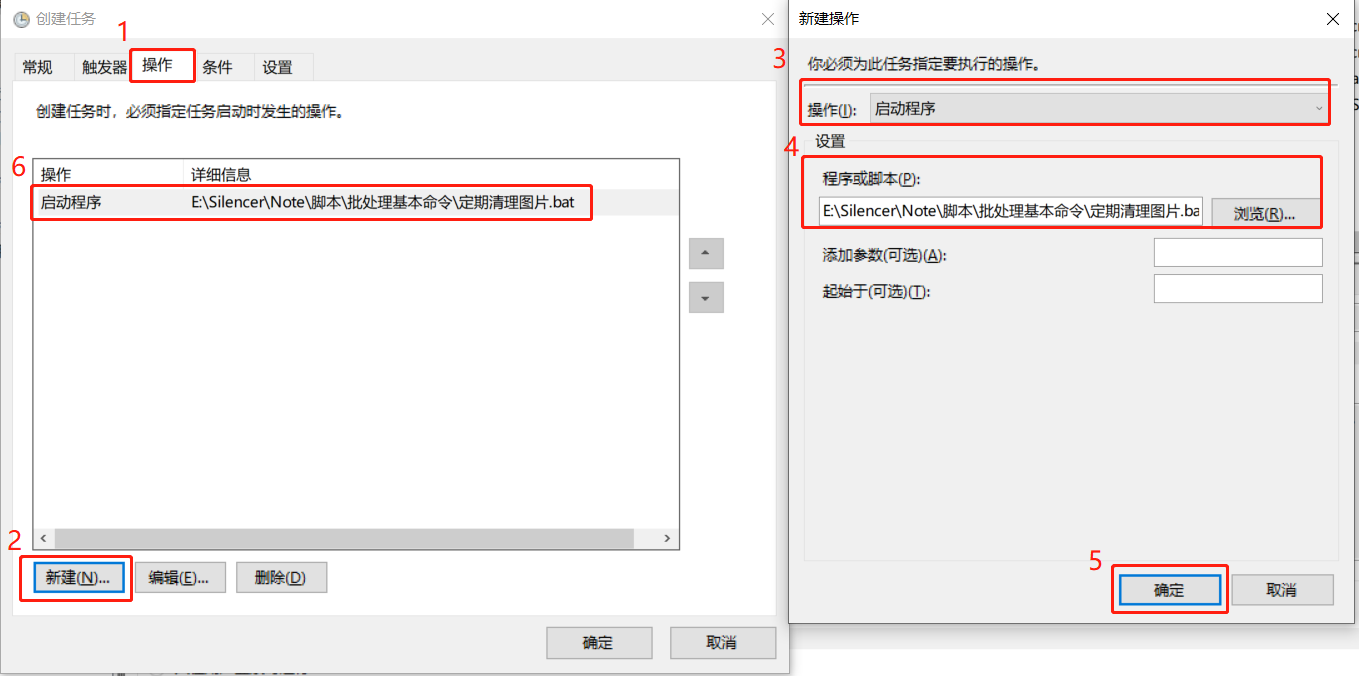 创建任务
1
常规 触发器 操作 条件 设置
创建任务时，必须指定任务启动时发生的操作。
6
操作 详细信息
启动程序 E:\Silencer\Note\脚本\批处理基本命令\定期清理图片.bat
2
新建(N)... 编辑(E)... 删除(D)
确定 取消
新建操作
3
你必须为此任务指定要执行的操作。
操作(I): 启动程序
设置
4
程序或脚本(P):
E:\Silencer\Note\脚本\批处理基本命令\定期清理图片.ba 浏览(R)...
添加参数(可选)(A):
起始于(可选)(T):
5
确定 取消